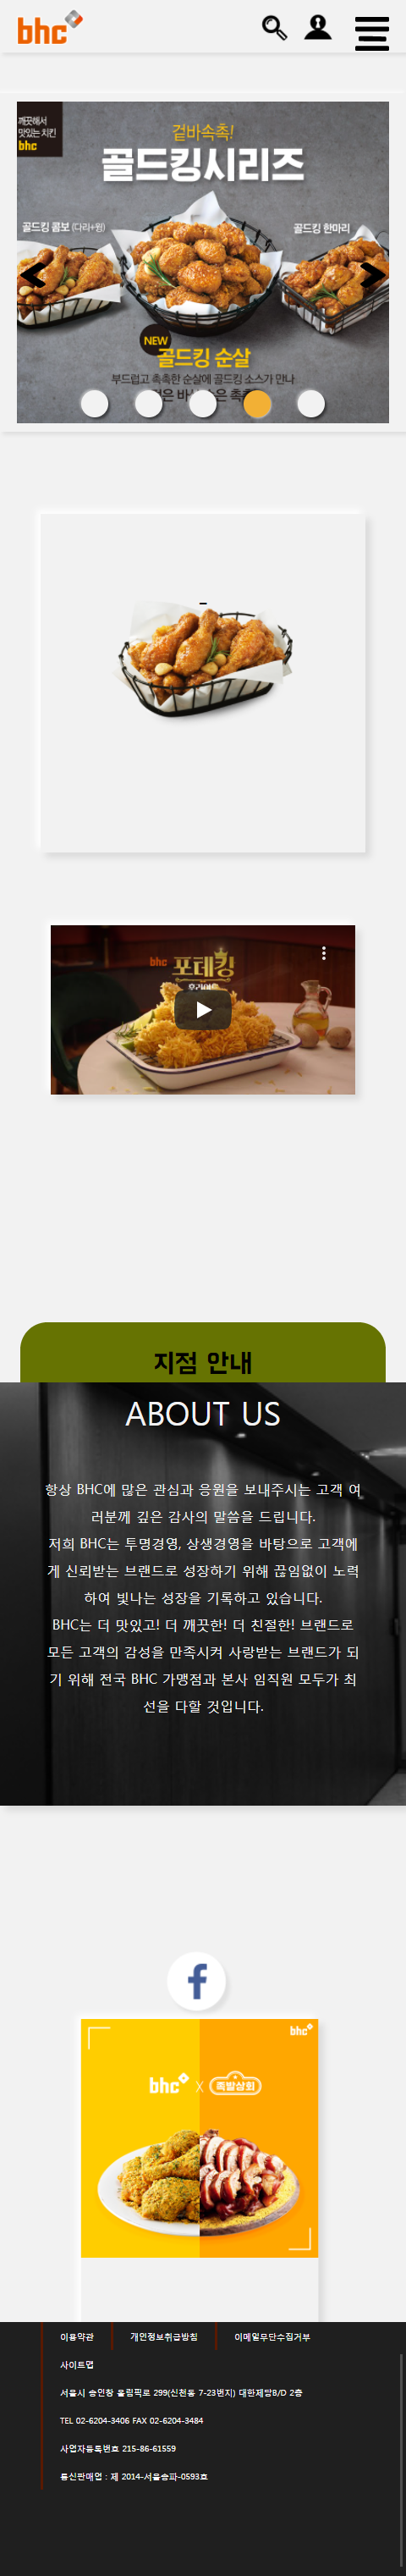 bhc
깨끗해서
맛있는 치킨
bhc
겉바속촉!
골드킹시리즈
골드킹 콤보 (다리+윙)
골드킹 한마리
NEW
골드킹 순살
부드럽고 촉촉한 순살에 골드킹 소스가 만나
bhc
포테킹
후라이드
지점 안내
ABOUT US
항상 BHC에 많은 관심과 응원을 보내주시는 고객 여
러분께 깊은 감사의 말씀을 드립니다.
저희 BHC는 투명경영, 상생경영을 바탕으로 고객에
게 신뢰받는 브랜드로 성장하기 위해 끊임없이 노력
하여 빛나는 성장을 기록하고 있습니다.
BHC는 더 맛있고! 더 깨끗한! 더 친절한! 브랜드로
모든 고객의 감성을 만족시켜 사랑받는 브랜드가 되
기 위해 전국 BHC 가맹점과 본사 임직원 모두가 최
선을 다할 것입니다.
f
bhc
bhc x 족발상회
이용약관 개인정보취급방침 이메일무단수집거부
사이트맵
서울시 송인창 올림픽로 299(신천동 7-23번지) 대한제당B/D 2층
TEL 02-6204-3406 FAX 02-6204-3484
사업자등록번호 215-86-61559
통신판매업 : 제 2014-서울송파-0593호